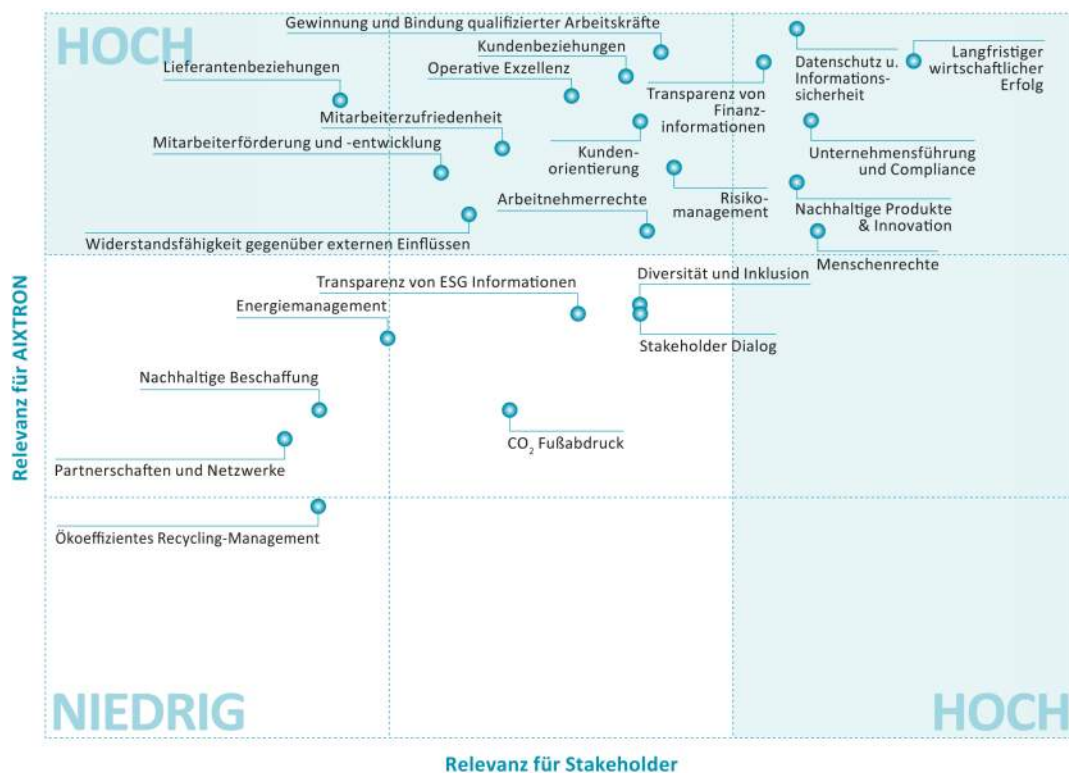 HOCH
Gewinnung und Bindung qualifizierter Arbeitskräfte
Kundenbeziehungen
Lieferantenbeziehungen
Operative Exzellenz
Transparenz von
Finanz-
informationen
Datenschutz u.
Informations-
sicherheit
Langfristiger
wirtschaftlicher
Erfolg
Mitarbeiterzufriedenheit
Mitarbeiterförderung und -entwicklung
Kunden-
orientierung
Unternehmensführung
und Compliance
Arbeitnehmerrechte
Risiko-
management
Nachhaltige Produkte
& Innovation
Widerstandsfähigkeit gegenüber externen Einflüssen
Menschenrechte
Transparenz von ESG Informationen
Diversität und Inklusion
Energiemanagement
Stakeholder Dialog
Nachhaltige Beschaffung
CO₂ Fußabdruck
Partnerschaften und Netzwerke
Ökoeffizientes Recycling-Management
Relevanz für AIXTRON
NIEDRIG
HOCH
Relevanz für Stakeholder